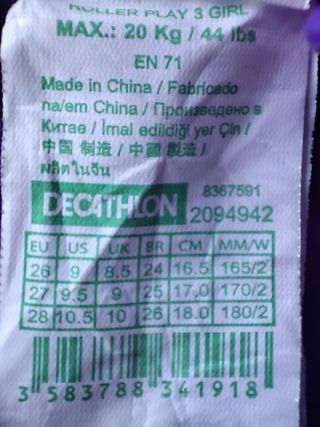 ROLLER PLAY 3 GIRL
MAX.: 20 Kg / 44 lbs
EN 71
Made in China / Fabricado
na/em China / Произведено в
Китае / İmal edildiği yer Çin /
中国 制造 / 中國 製造 /
ผลิตในจีน
DECATHLON
8367591
2094942
EU US UK BR CM MM/W
26 9 8.5 24 16.5 165/2
27 9.5 9 25 17.0 170/2
28 10.5 10 26 18.0 180/2
3 583788 341918